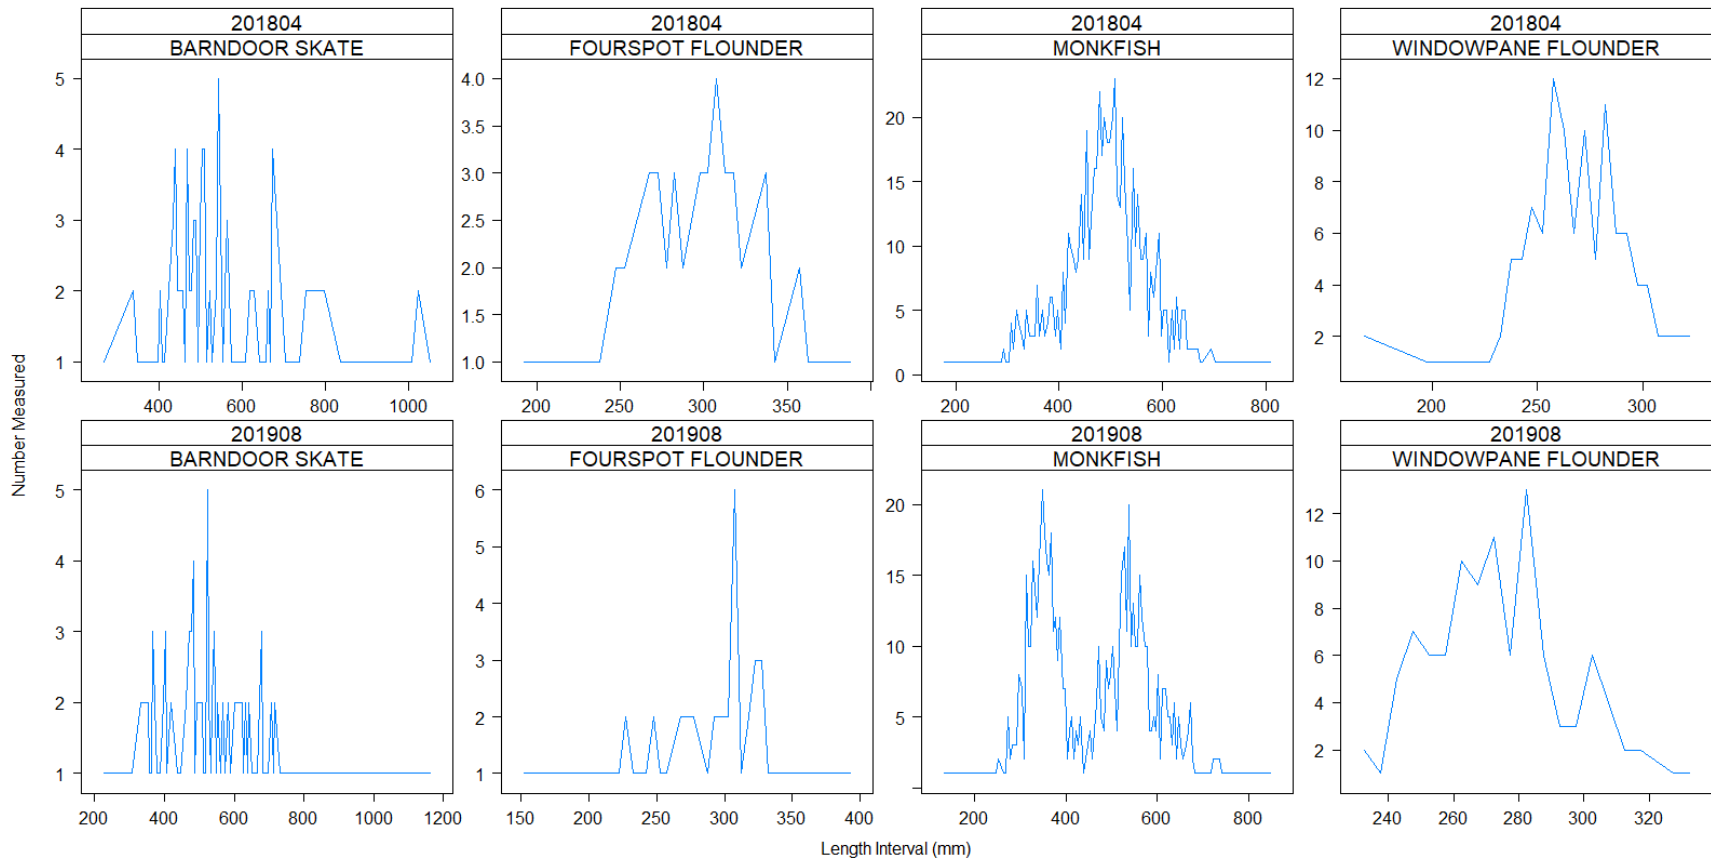 201804 201804 201804 201804
BARNDOOR SKATE FOURSPOT FLOUNDER MONKFISH WINDOWPANE FLOUNDER
5 4.0 12
4 3.5 20 10
3 3.0 15 8
2.5 10 6
2 2.0 4
1.5 5 2
1 1.0 0
400 600 800 1000 200 250 300 350 400 600 800 200 250 300
201908 201908 201908 201908
BARNDOOR SKATE FOURSPOT FLOUNDER MONKFISH WINDOWPANE FLOUNDER
5 6 20 12
4 5 15 10
3 4 8
3 10 6
2 2 5 4
1 1 2
200 400 600 800 1000 1200 150 200 250 300 350 400 200 400 600 800 240 260 280 300 320
Number Measured
Length Interval (mm)